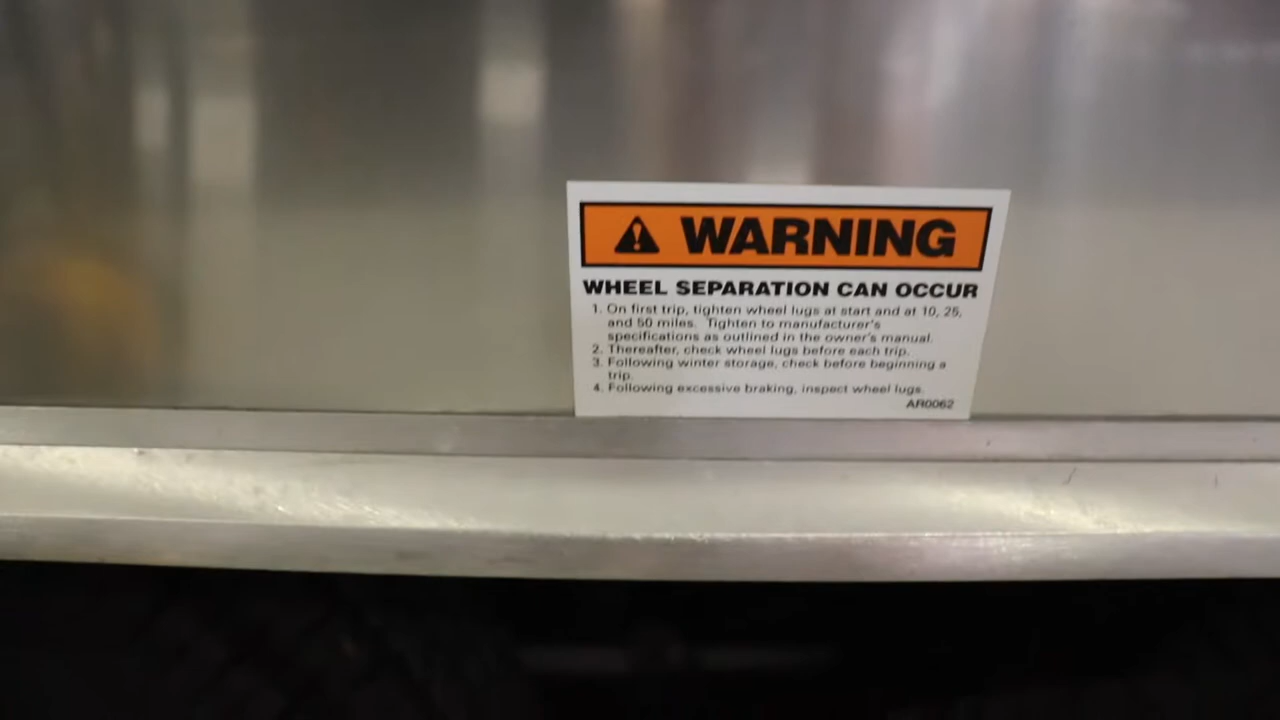 WARNING
WHEEL SEPARATION CAN OCCUR
1. On first trip, tighten wheel lugs at start and at 10, 25,
and 50 miles. Tighten to manufacturer's
specifications as outlined in the owner's manual.
2. Thereafter, check wheel lugs before each trip.
3. Following winter storage, check before beginning a
trip.
4. Following excessive braking, inspect wheel lugs.
AR0062